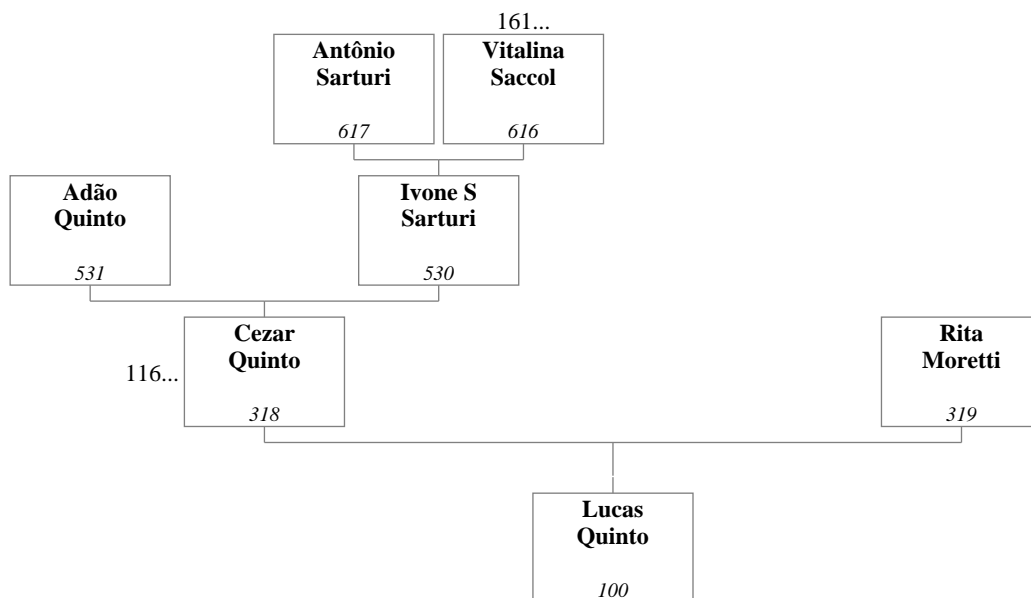 161...
Antônio
Sarturi
617
Vitalina
Saccol
616
Adão
Quinto
531
Ivone S
Sarturi
530
Cezar
Quinto
318
116...
Rita
Moretti
319
Lucas
Quinto
100